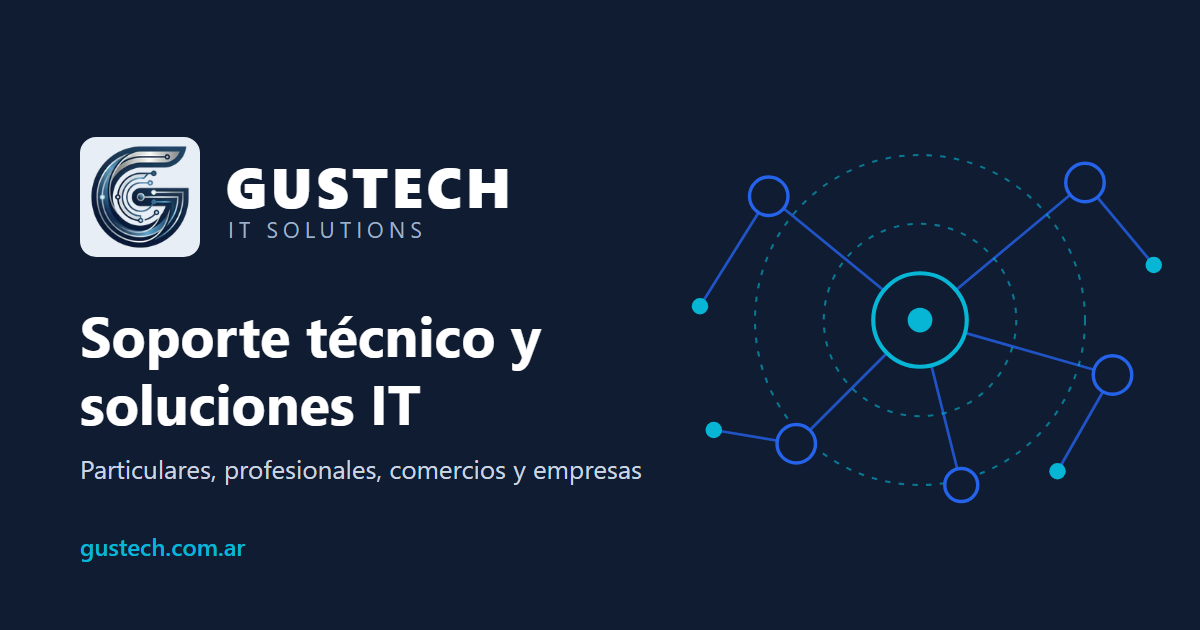 GUSTECH
IT SOLUTIONS
Soporte técnico y
soluciones IT
Particulares, profesionales, comercios y empresas
gustech.com.ar